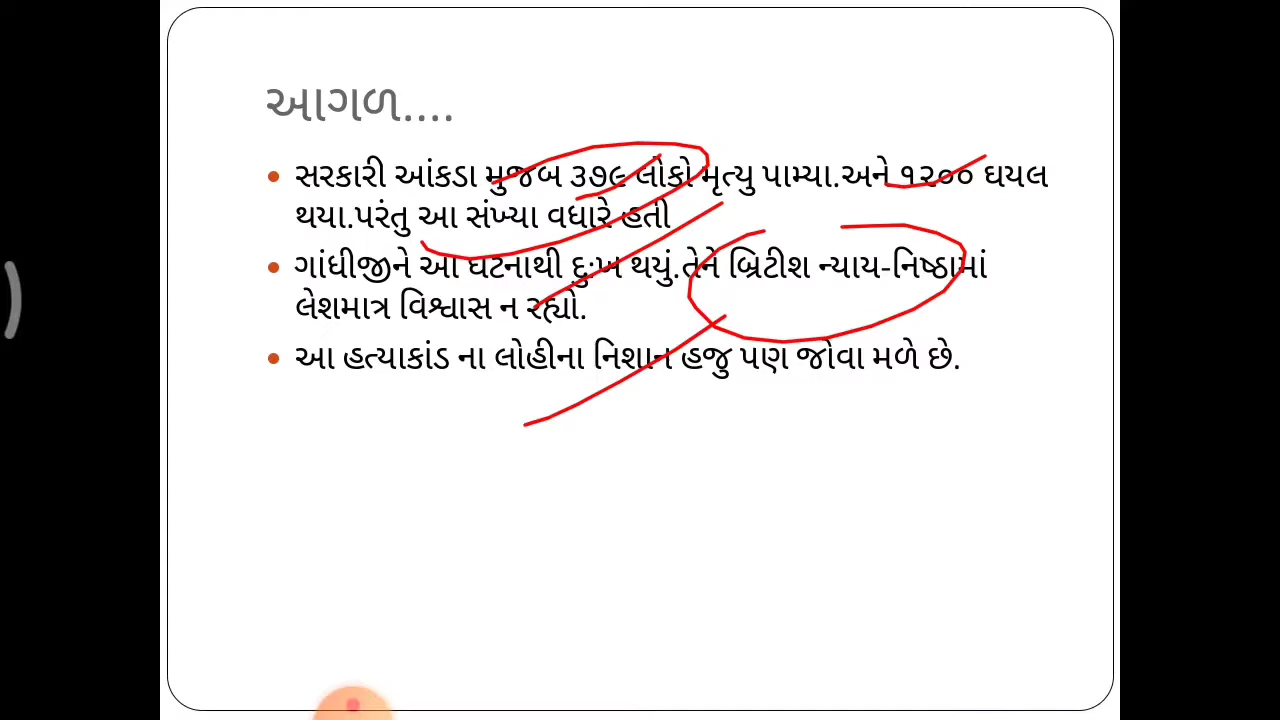 આગળ....
સરકારી આંકડા મુજબ ૩૭૯ લોકો મૃત્યુ પામ્યા.અને ૧૨૦૦ ઘયલ
થયા.પરંતુ આ સંખ્યા વધારે હતી
ગાંધીજીને આ ઘટનાથી દુઃખ થયું.તેને બ્રિટીશ ન્યાય-નિષ્ઠામાં
લેશમાત્ર વિશ્વાસ ન રહ્યો.
આ હત્યાકાંડ ના લોહીના નિશાન હજુ પણ જોવા મળે છે.